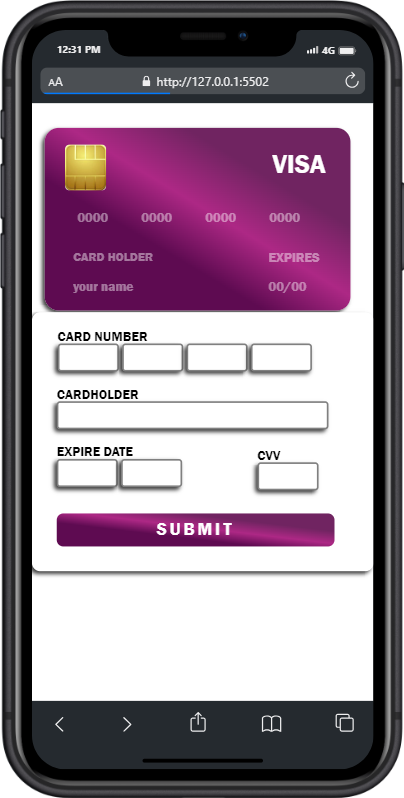 12:31 PM 4G
AA http://127.0.0.1:5502
VISA
0000 0000 0000 0000
CARD HOLDER EXPIRES
your name 00/00
CARD NUMBER
CARDHOLDER
EXPIRE DATE CVV
SUBMIT